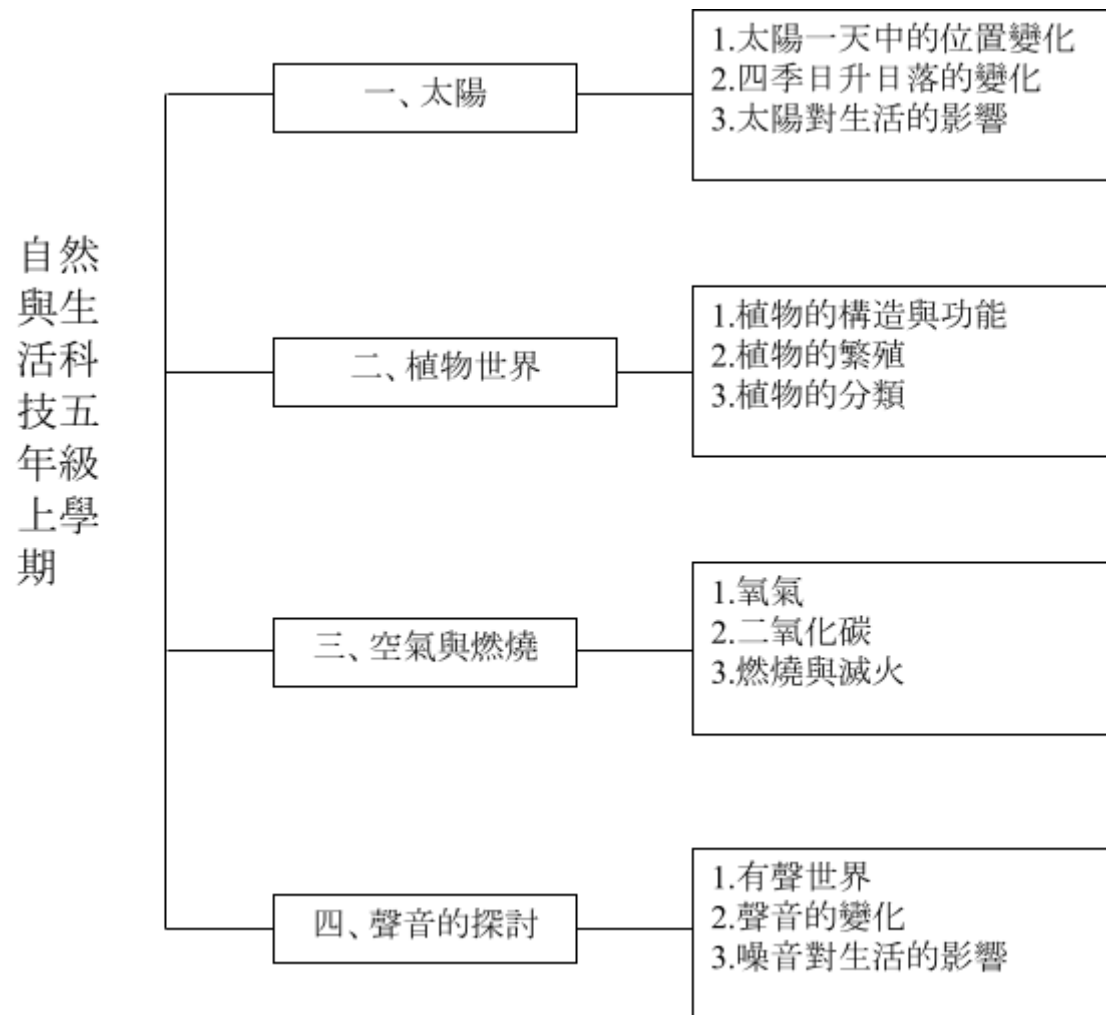 自然
與生
活科
技五
年級
上學
期
一、太陽
1.太陽一天中的位置變化
2.四季日升日落的變化
3.太陽對生活的影響
二、植物世界
1.植物的構造與功能
2.植物的繁殖
3.植物的分類
三、空氣與燃燒
1.氧氣
2.二氧化碳
3.燃燒與滅火
四、聲音的探討
1.有聲世界
2.聲音的變化
3.噪音對生活的影響